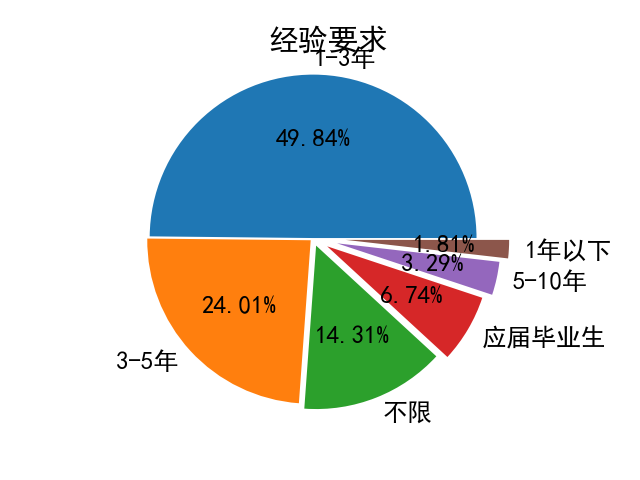 经验要求
1-3年
49.84%
1.81%
1年以下
3.29%
5-10年
6.74%
24.01%
14.31%
应届毕业生
3-5年
不限